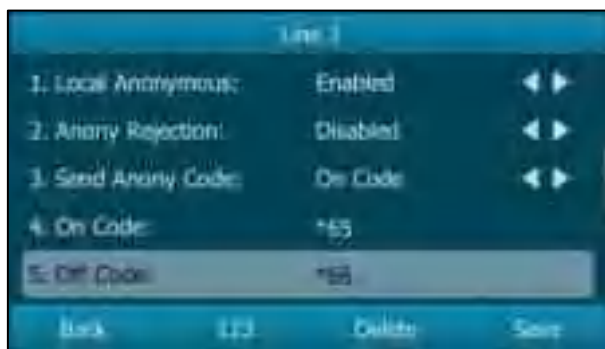 Line 1
1. Local Anonymous: Enabled
2. Anony Rejection: Disabled
3. Send Anony Code: On Code
4. On Code: *65
5. Off Code:
Back 123 Delete Save